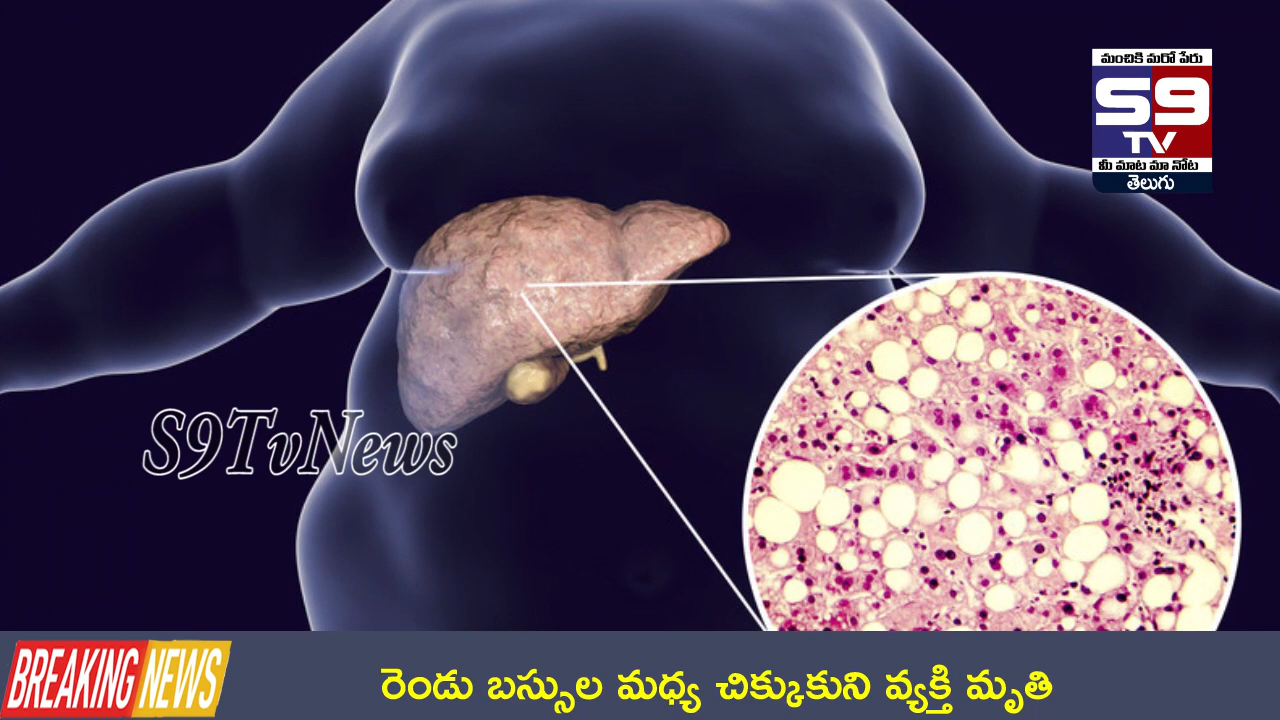 మంచికి మరో పేరు
S9
TV
మీ మాట మా నోట
తెలుగు
S9TvNews
BREAKING NEWS
రెండు బస్సుల మధ్య చిక్కుకుని వ్యక్తి మృతి